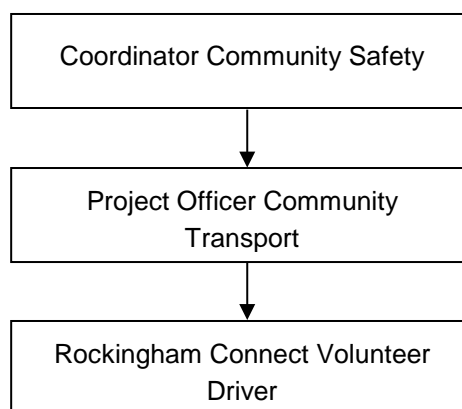 Coordinator Community Safety
Project Officer Community
Transport
Rockingham Connect Volunteer
Driver